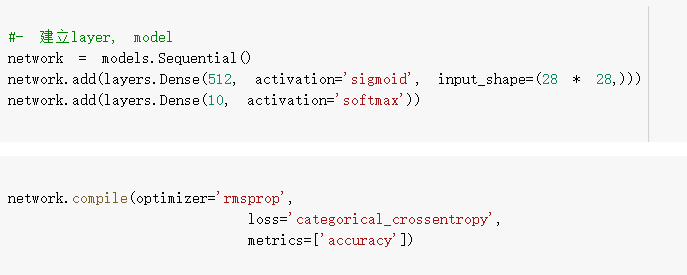 #- 建立layer, model
network = models.Sequential()
network.add(layers.Dense(512, activation='sigmoid', input_shape=(28 * 28,)))
network.add(layers.Dense(10, activation='softmax'))
network.compile(optimizer='rmsprop',
loss='categorical_crossentropy',
metrics=['accuracy'])